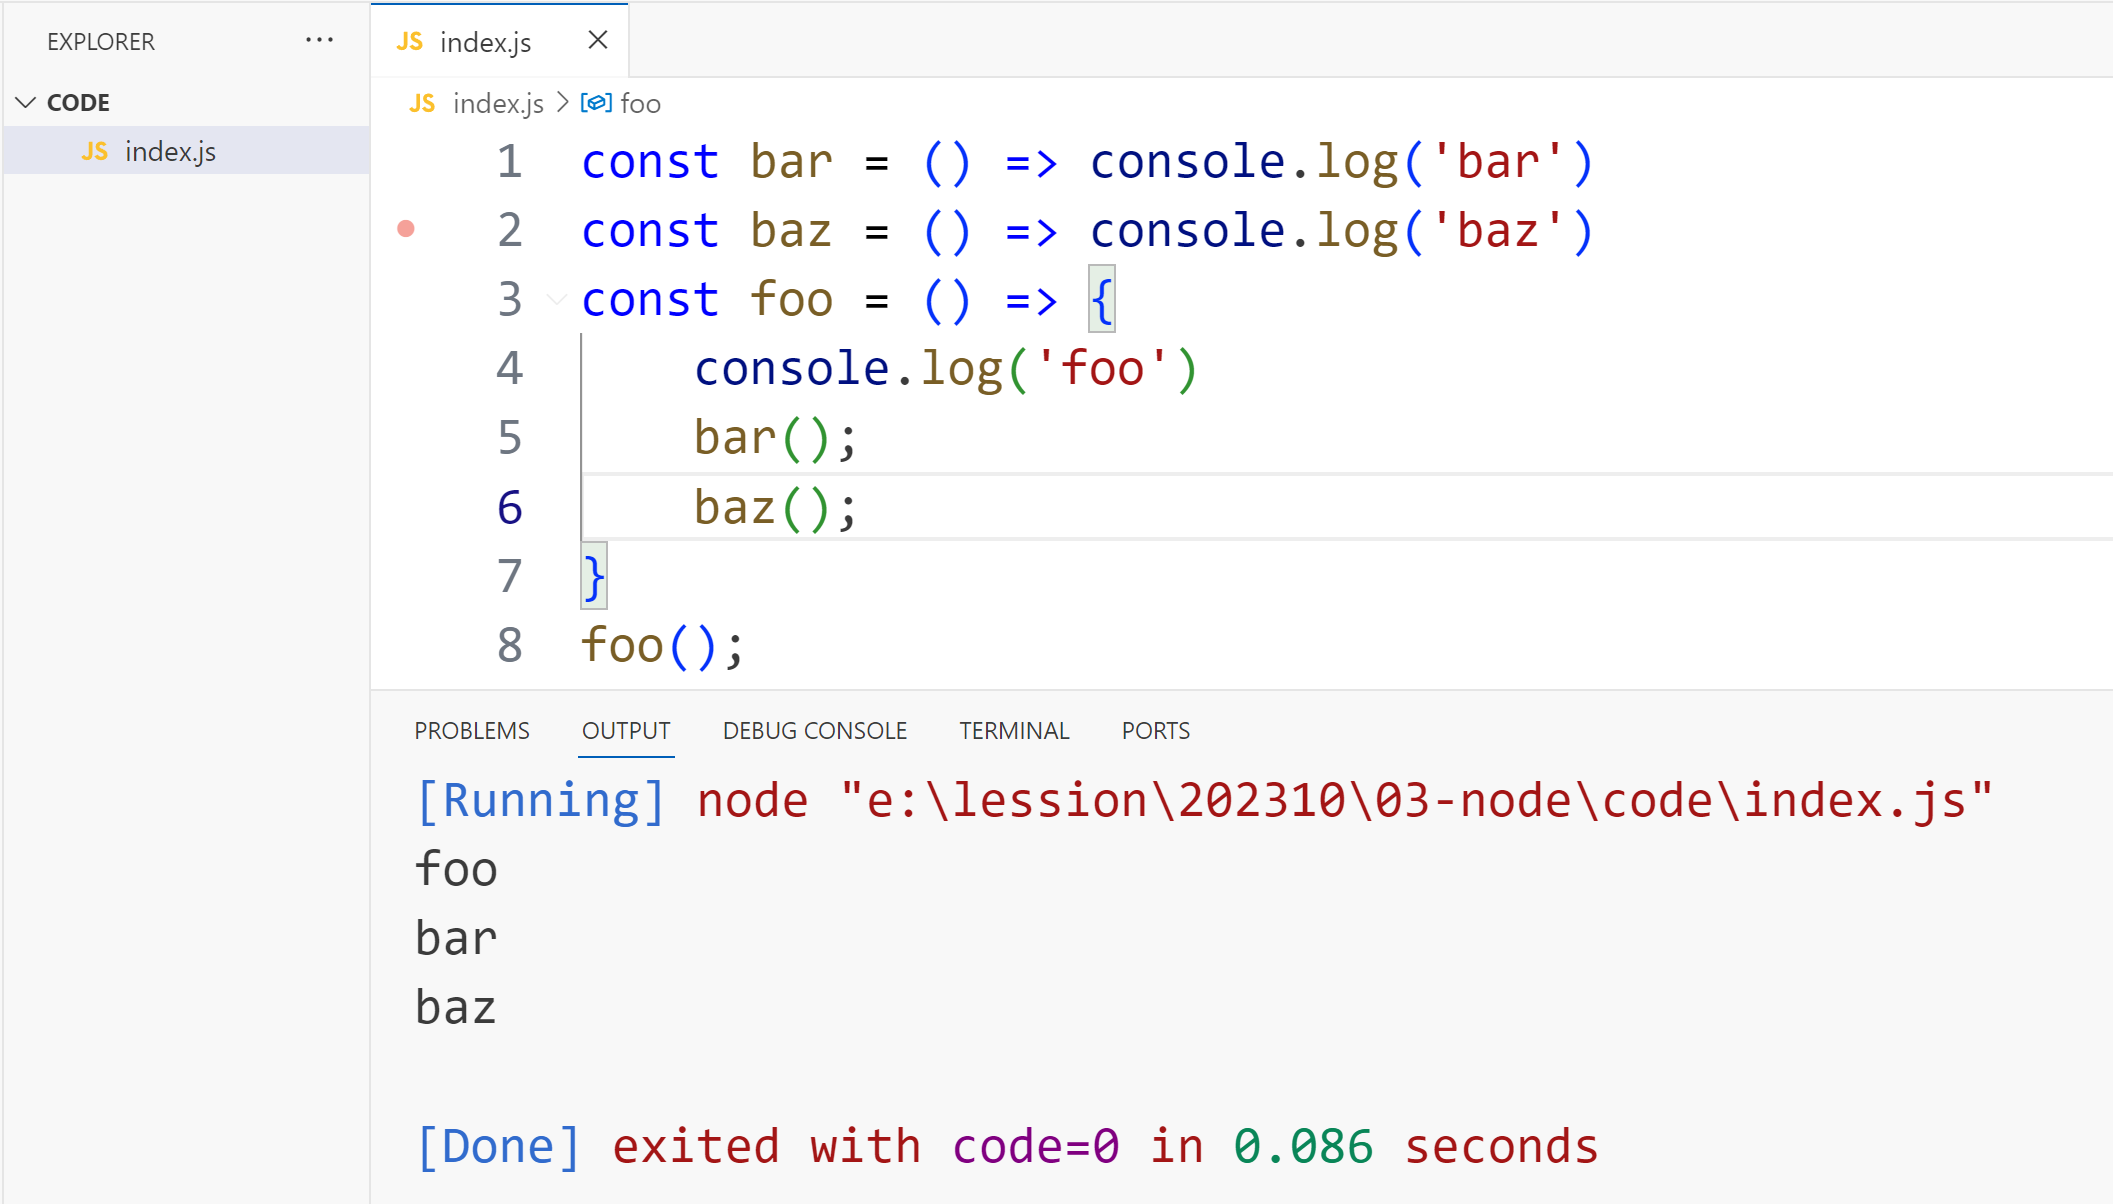 EXPLORER ···
CODE
JS index.js
JS index.js
JS index.js > foo
1 const bar = () => console.log('bar')
2 const baz = () => console.log('baz')
3 const foo = () => {
4 console.log('foo')
5 bar();
6 baz();
7 }
8 foo();
PROBLEMS OUTPUT DEBUG CONSOLE TERMINAL PORTS
[Running] node "e:\lession\202310\03-node\code\index.js"
foo
bar
baz
[Done] exited with code=0 in 0.086 seconds